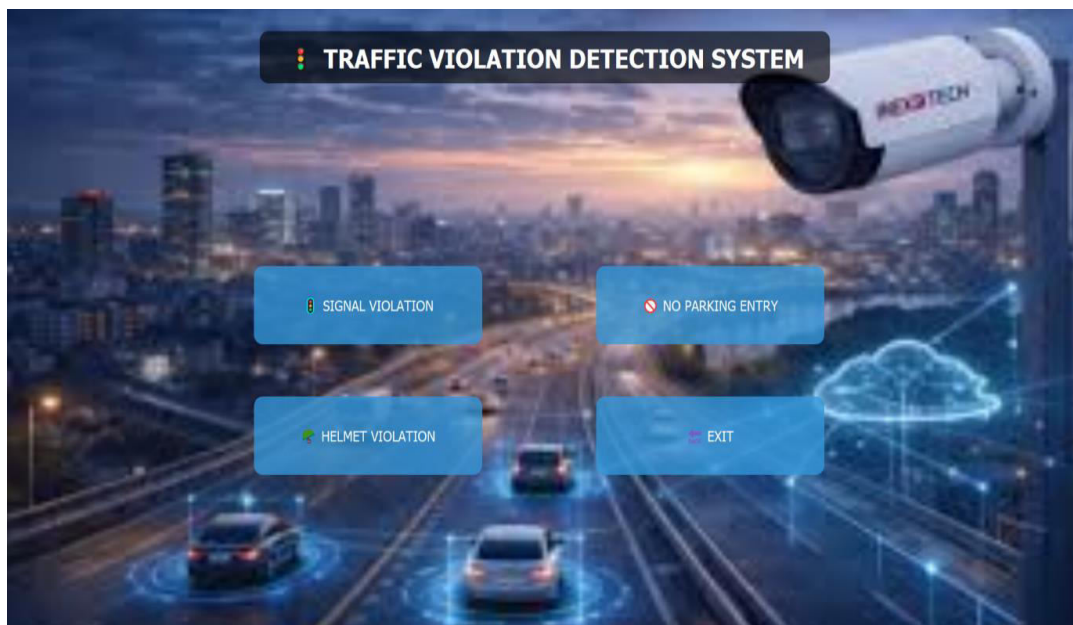 TRAFFIC VIOLATION DETECTION SYSTEM
SIGNAL VIOLATION
NO PARKING ENTRY
HELMET VIOLATION
EXIT